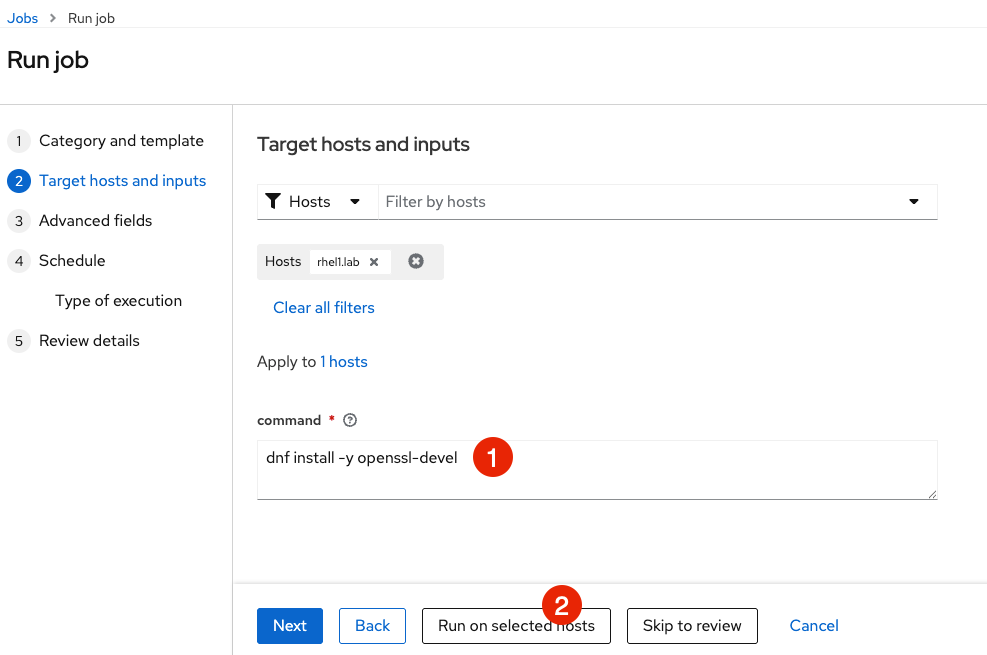 Jobs > Run job
Run job
1 Category and template
2 Target hosts and inputs
3 Advanced fields
4 Schedule
Type of execution
5 Review details
Target hosts and inputs
Hosts Filter by hosts
Hosts rhel1.lab
Clear all filters
Apply to 1 hosts
command * ?
dnf install -y openssl-devel 1
2
Next Back Run on selected hosts Skip to review Cancel